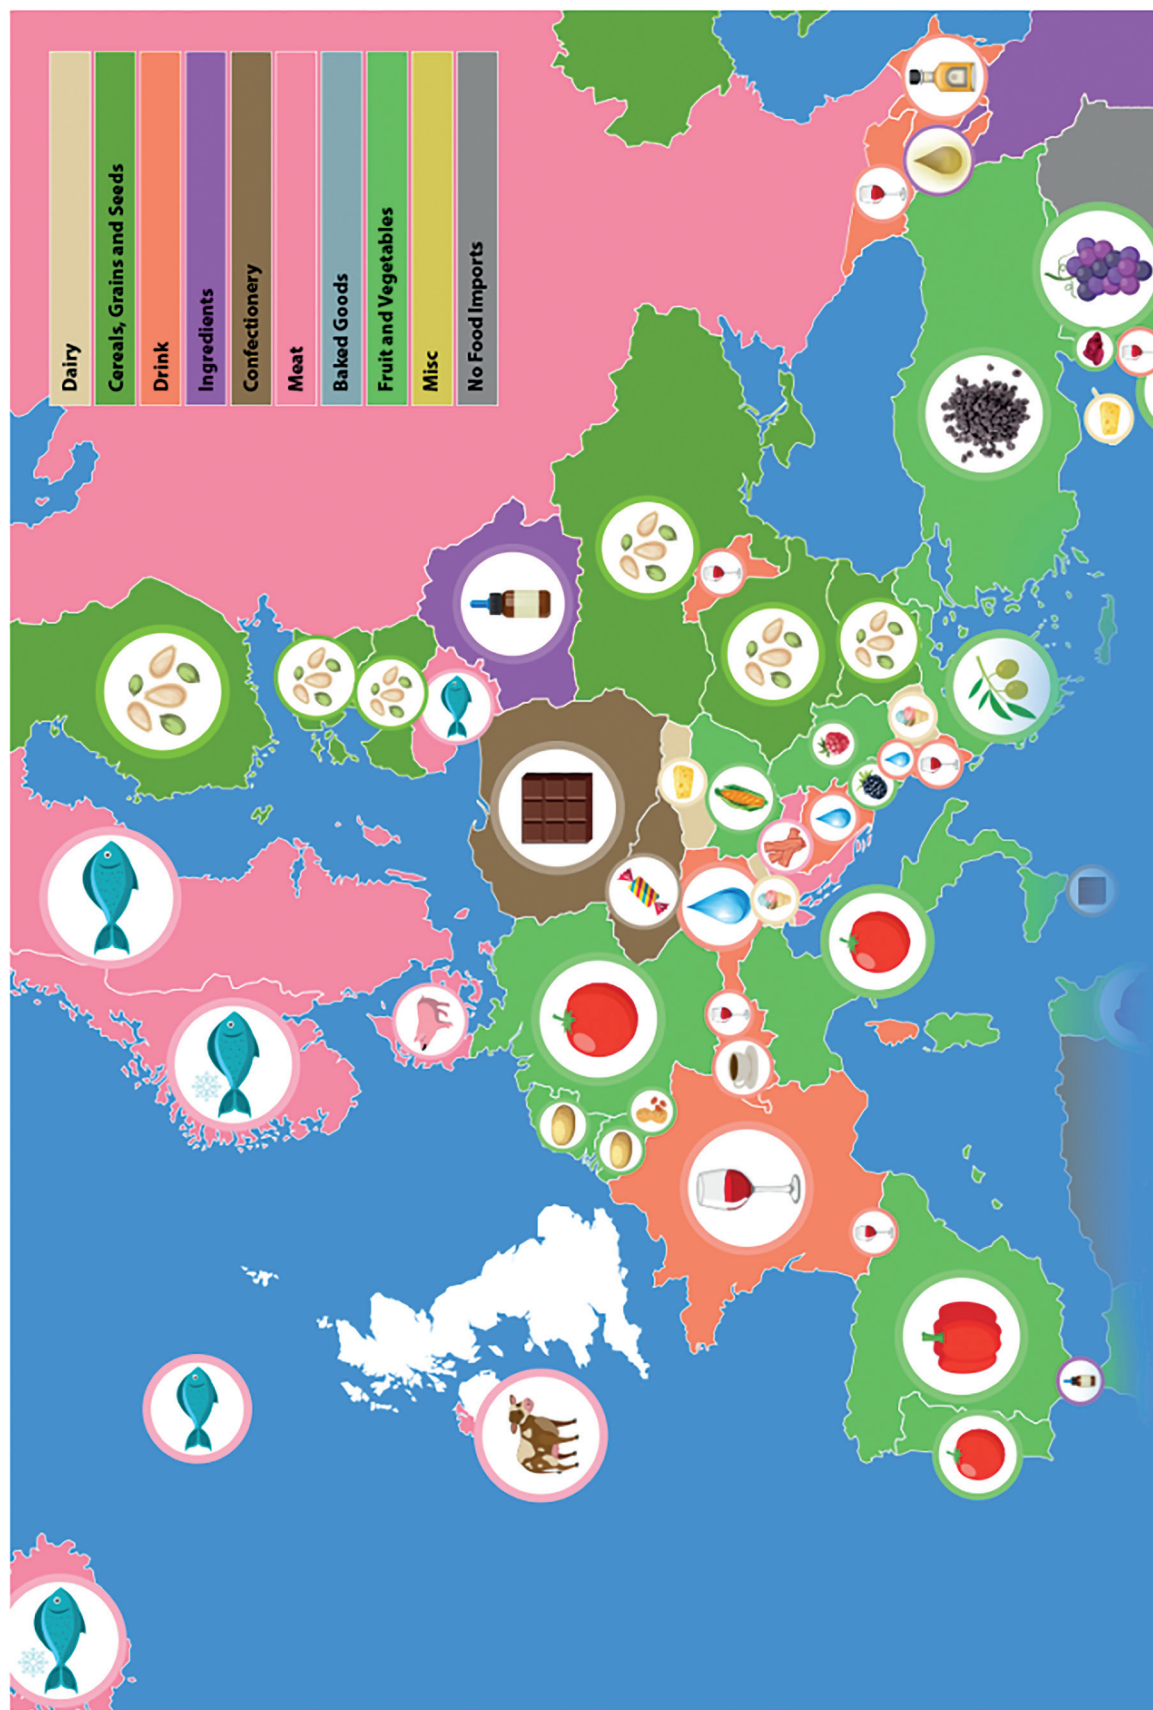 Dairy
Cereals, Grains and Seeds
Drink
Ingredients
Confectionery
Meat
Baked Goods
Fruit and Vegetables
Misc
No Food Imports